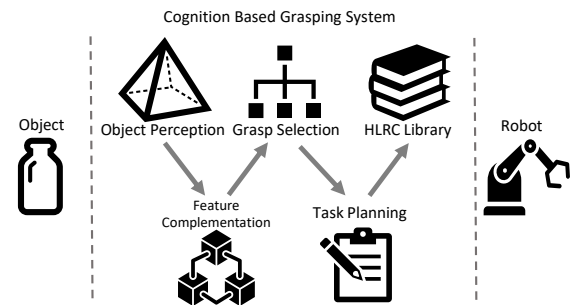 Cognition Based Grasping System
Object
Object Perception
Grasp Selection
HLRC Library
Robot
Feature
Complementation
Task Planning